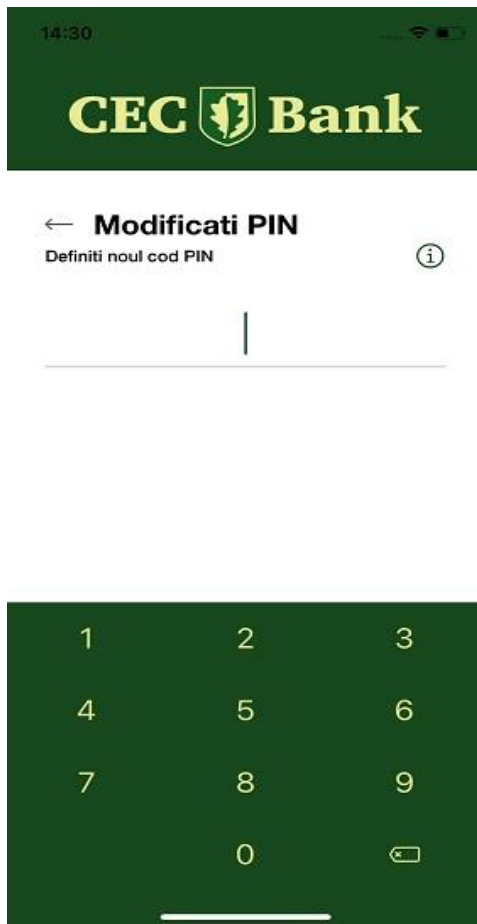 14:30
CEC Bank
← Modificati PIN
Definiti noul cod PIN
1 2 3
4 5 6
7 8 9
0